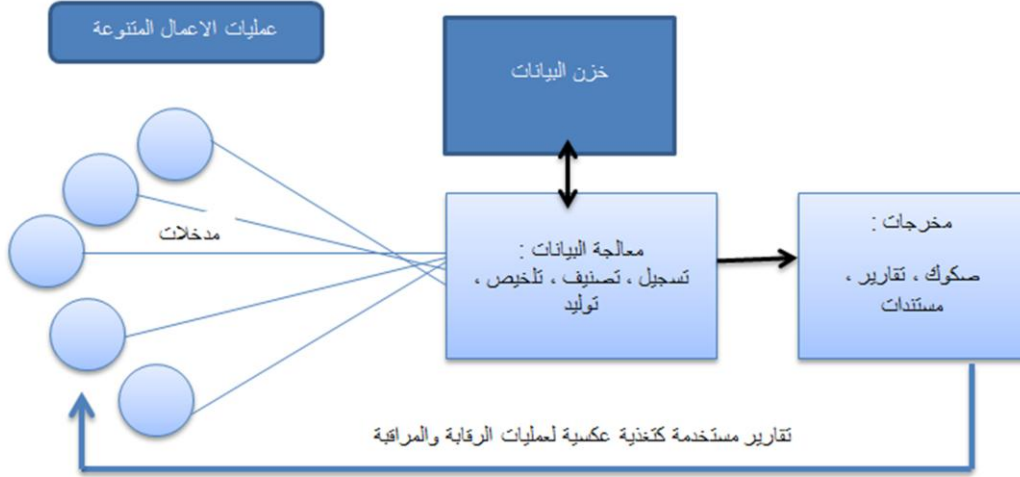 عمليات الاعمال المتنوعة
خزن البيانات
مدخلات
معالجة البيانات :
تسجيل ، تصنيف ، تلخيص ،
توليد
مخرجات :
صكوك ، تقارير ،
مستندات
تقارير مستخدمة كتغذية عكسية لعمليات الرقابة والمراقبة